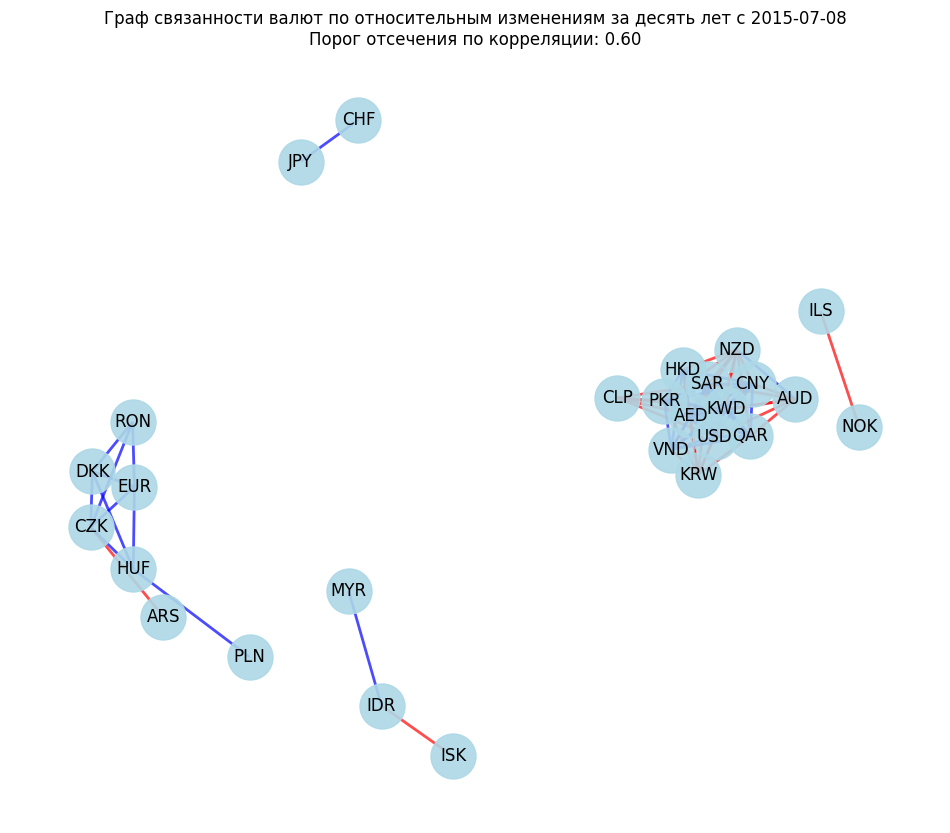 Граф связанности валют по относительным изменениям за десять лет с 2015-07-08
Порог отсечения по корреляции: 0.60
CHF
JPY
ILS
NZD
HKD
SAR
CNY
CLP
PKR
AUD
KWD
AED
RON
NOK
USD
QAR
VND
DKK
KRW
EUR
CZK
HUF
MYR
ARS
PLN
IDR
ISK